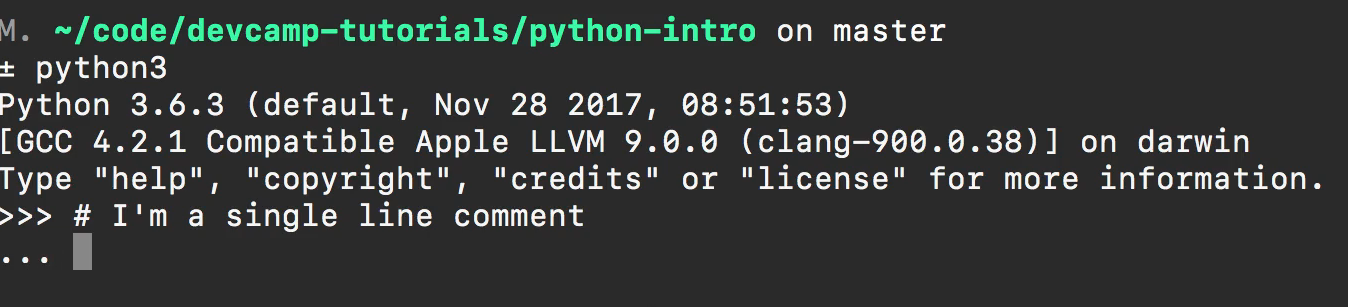 M. ~/code/devcamp-tutorials/python-intro on master
± python3
Python 3.6.3 (default, Nov 28 2017, 08:51:53)
[GCC 4.2.1 Compatible Apple LLVM 9.0.0 (clang-900.0.38)] on darwin
Type "help", "copyright", "credits" or "license" for more information.
>>> # I'm a single line comment
...